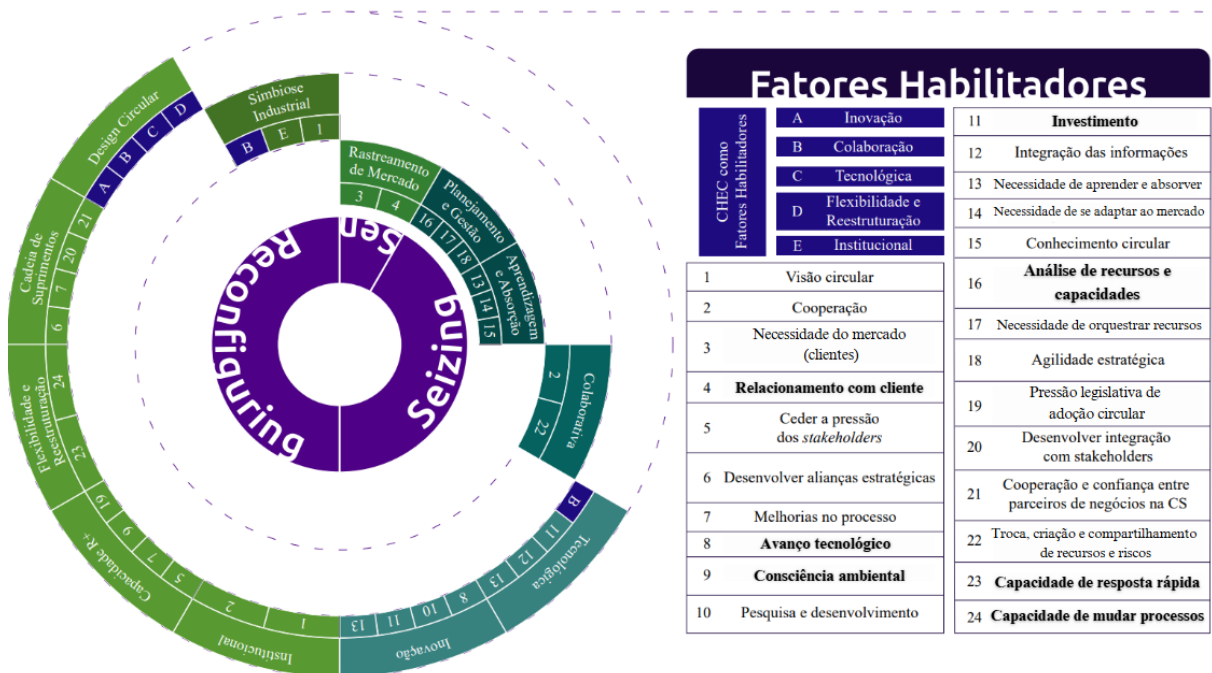 Design Circular
A
B
C
D
Simbiose
Industrial
B
E
1
Rastreamento
de Mercado
3
4
Planejamento
e Gestão
16
17
18
Aprendizagem
e Absorção
13
14
15
Colaborativa
2
22
Tecnológica
B
11
12
13
Inovação
8
10
11
13
Institucional
1
2
Capacidade R+
5
7
9
19
Flexibilidade e
Reestruturação
23
24
Cadeia de
Suprimentos
6
7
20
21
Sen
Seizing
Reconfiguring
Fatores Habilitadores
CHEC como
Fatores Habilitadores
A Inovação
B Colaboração
C Tecnológica
D Flexibilidade e
Reestruturação
E Institucional
1 Visão circular
2 Cooperação
3 Necessidade do mercado
(clientes)
4 Relacionamento com cliente
5 Ceder a pressão
dos stakeholders
6 Desenvolver alianças estratégicas
7 Melhorias no processo
8 Avanço tecnológico
9 Consciência ambiental
10 Pesquisa e desenvolvimento
11 Investimento
12 Integração das informações
13 Necessidade de aprender e absorver
14 Necessidade de se adaptar ao mercado
15 Conhecimento circular
16 Análise de recursos e
capacidades
17 Necessidade de orquestrar recursos
18 Agilidade estratégica
19 Pressão legislativa de
adoção circular
20 Desenvolver integração
com stakeholders
21 Cooperação e confiança entre
parceiros de negócios na CS
22 Troca, criação e compartilhamento
de recursos e riscos
23 Capacidade de resposta rápida
24 Capacidade de mudar processos